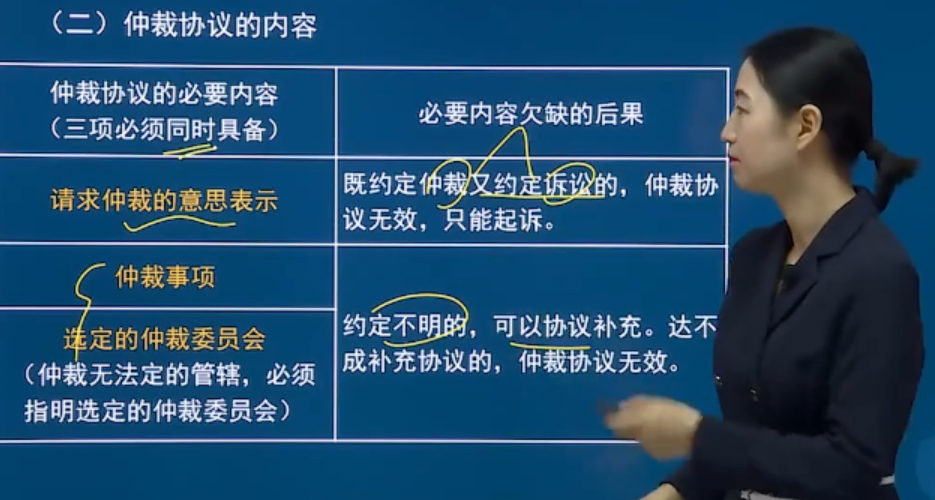 （二）仲裁协议的内容
仲裁协议的必要内容
（三项必须同时具备）
必要内容欠缺的后果
请求仲裁的意思表示
既约定仲裁又约定诉讼的，仲裁协
议无效，只能起诉。
仲裁事项
选定的仲裁委员会
（仲裁无法定的管辖，必须
指明选定的仲裁委员会）
约定不明的，可以协议补充。达不
成补充协议的，仲裁协议无效。